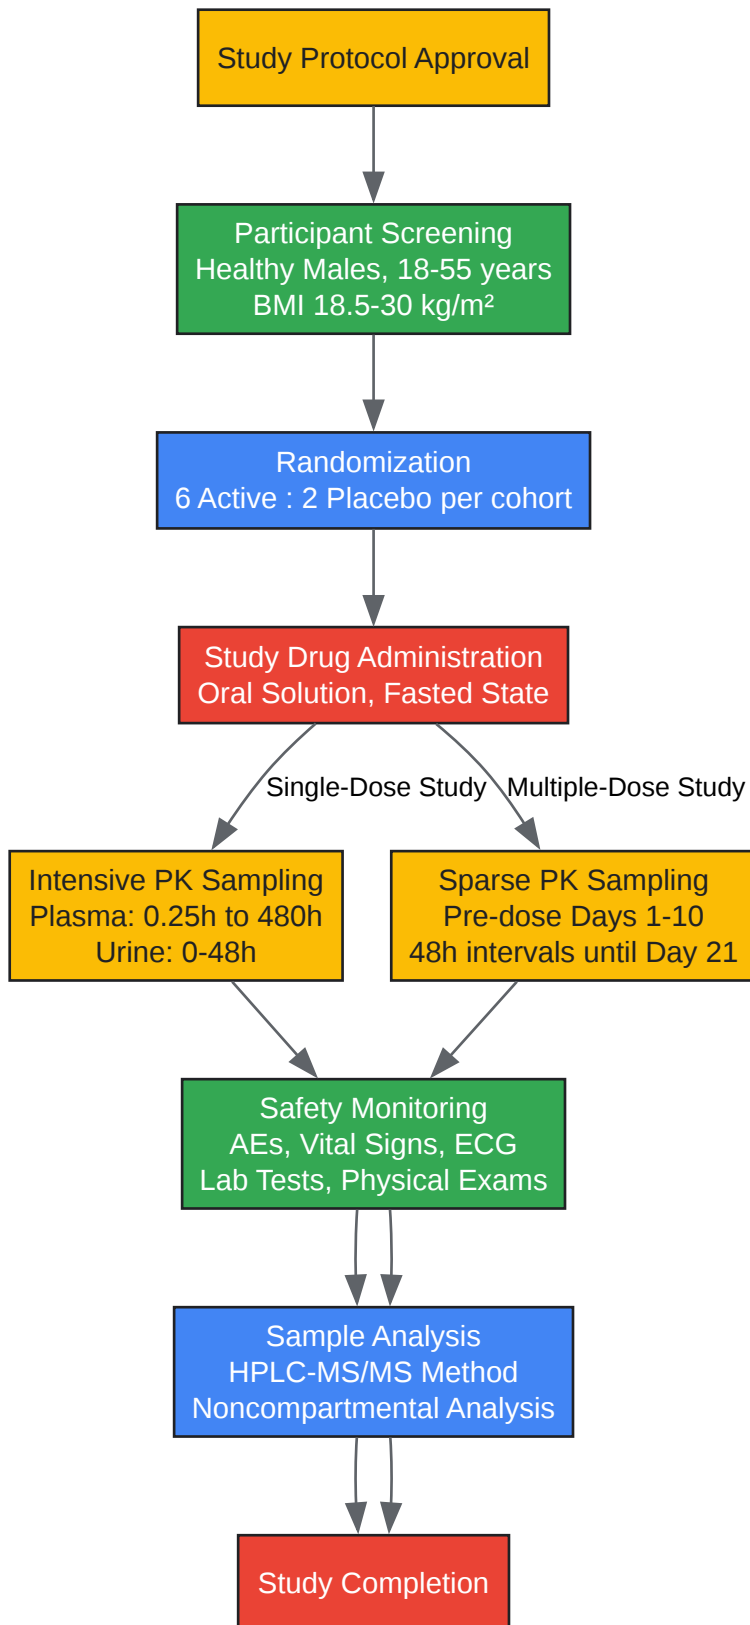 Study Protocol Approval
Participant Screening
Healthy Males, 18-55 years
BMI 18.5-30 kg/m²
Randomization
6 Active : 2 Placebo per cohort
Study Drug Administration
Oral Solution, Fasted State
Single-Dose Study
Multiple-Dose Study
Intensive PK Sampling
Plasma: 0.25h to 480h
Urine: 0-48h
Sparse PK Sampling
Pre-dose Days 1-10
48h intervals until Day 21
Safety Monitoring
AEs, Vital Signs, ECG
Lab Tests, Physical Exams
Sample Analysis
HPLC-MS/MS Method
Noncompartmental Analysis
Study Completion